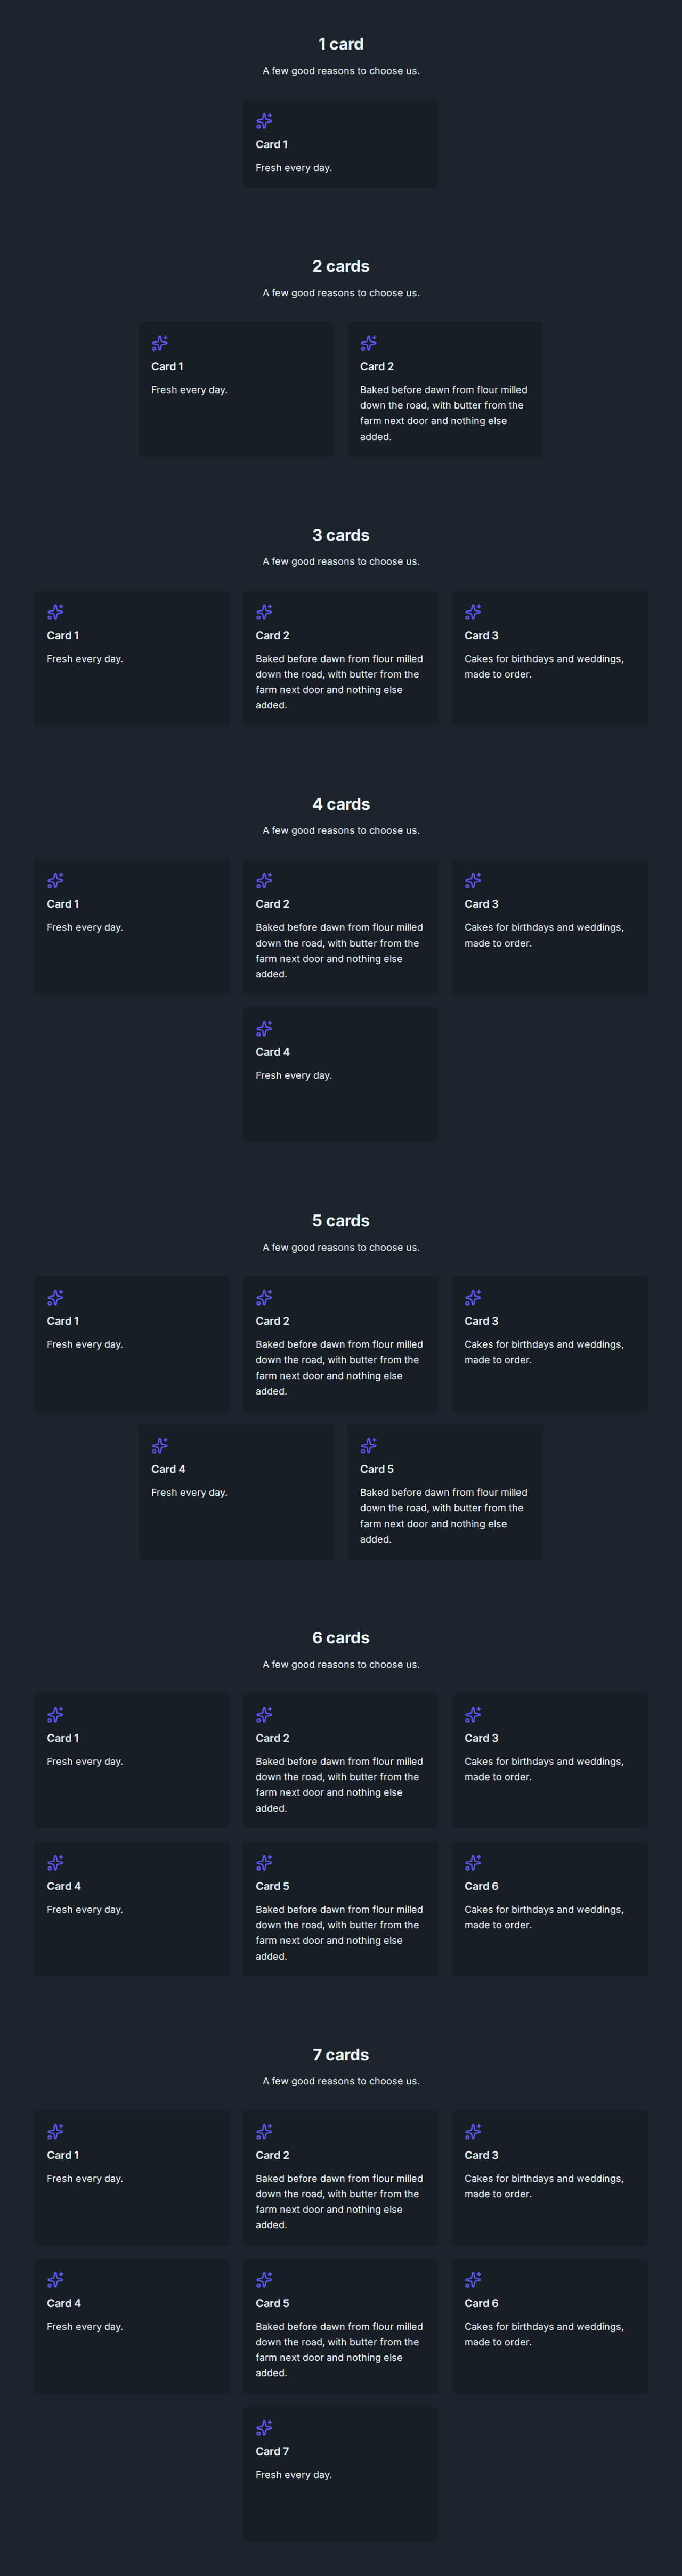 1 card
A few good reasons to choose us.
Card 1
Fresh every day.
2 cards
A few good reasons to choose us.
Card 1
Fresh every day.
Card 2
Baked before dawn from flour milled
down the road, with butter from the
farm next door and nothing else
added.
3 cards
A few good reasons to choose us.
Card 1
Fresh every day.
Card 2
Baked before dawn from flour milled
down the road, with butter from the
farm next door and nothing else
added.
Card 3
Cakes for birthdays and weddings,
made to order.
4 cards
A few good reasons to choose us.
Card 1
Fresh every day.
Card 2
Baked before dawn from flour milled
down the road, with butter from the
farm next door and nothing else
added.
Card 3
Cakes for birthdays and weddings,
made to order.
Card 4
Fresh every day.
5 cards
A few good reasons to choose us.
Card 1
Fresh every day.
Card 2
Baked before dawn from flour milled
down the road, with butter from the
farm next door and nothing else
added.
Card 3
Cakes for birthdays and weddings,
made to order.
Card 4
Fresh every day.
Card 5
Baked before dawn from flour milled
down the road, with butter from the
farm next door and nothing else
added.
6 cards
A few good reasons to choose us.
Card 1
Fresh every day.
Card 2
Baked before dawn from flour milled
down the road, with butter from the
farm next door and nothing else
added.
Card 3
Cakes for birthdays and weddings,
made to order.
Card 4
Fresh every day.
Card 5
Baked before dawn from flour milled
down the road, with butter from the
farm next door and nothing else
added.
Card 6
Cakes for birthdays and weddings,
made to order.
7 cards
A few good reasons to choose us.
Card 1
Fresh every day.
Card 2
Baked before dawn from flour milled
down the road, with butter from the
farm next door and nothing else
added.
Card 3
Cakes for birthdays and weddings,
made to order.
Card 4
Fresh every day.
Card 5
Baked before dawn from flour milled
down the road, with butter from the
farm next door and nothing else
added.
Card 6
Cakes for birthdays and weddings,
made to order.
Card 7
Fresh every day.